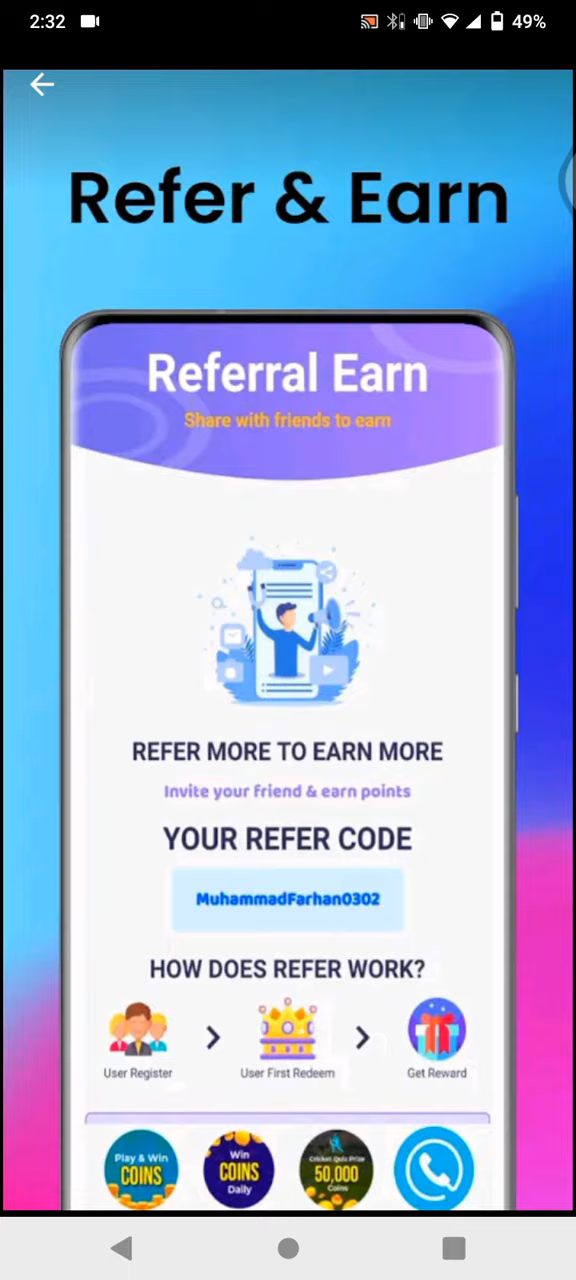 2:32
49%
Refer & Earn
Referral Earn
Share with friends to earn
REFER MORE TO EARN MORE
Invite your friend & earn points
YOUR REFER CODE
MuhammadFarhan0302
HOW DOES REFER WORK?
User Register
User First Redeem
Get Reward
Play & Win
COINS
Win
COINS
Daily
Cricket Quiz Prize
50,000
Coins